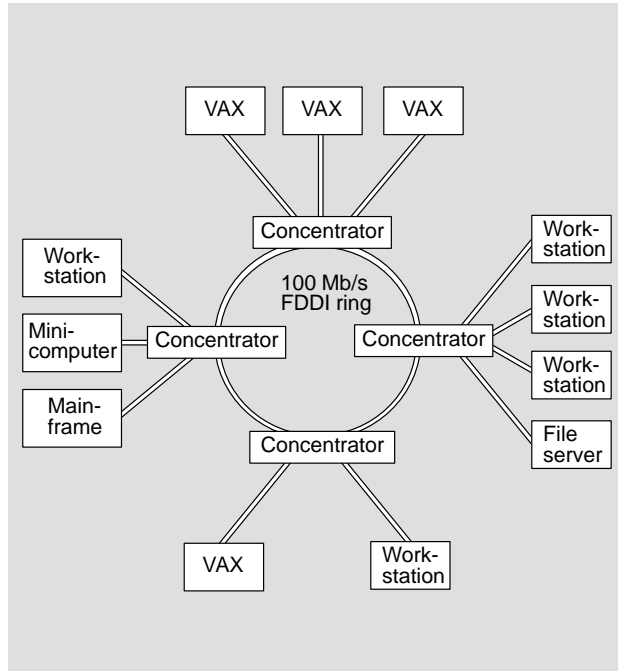 VAX
VAX
VAX
Concentrator
100 Mb/s
FDDI ring
Work-
station
Mini-
computer
Main-
frame
Concentrator
Concentrator
Work-
station
Work-
station
Work-
station
File
server
Concentrator
VAX
Work-
station